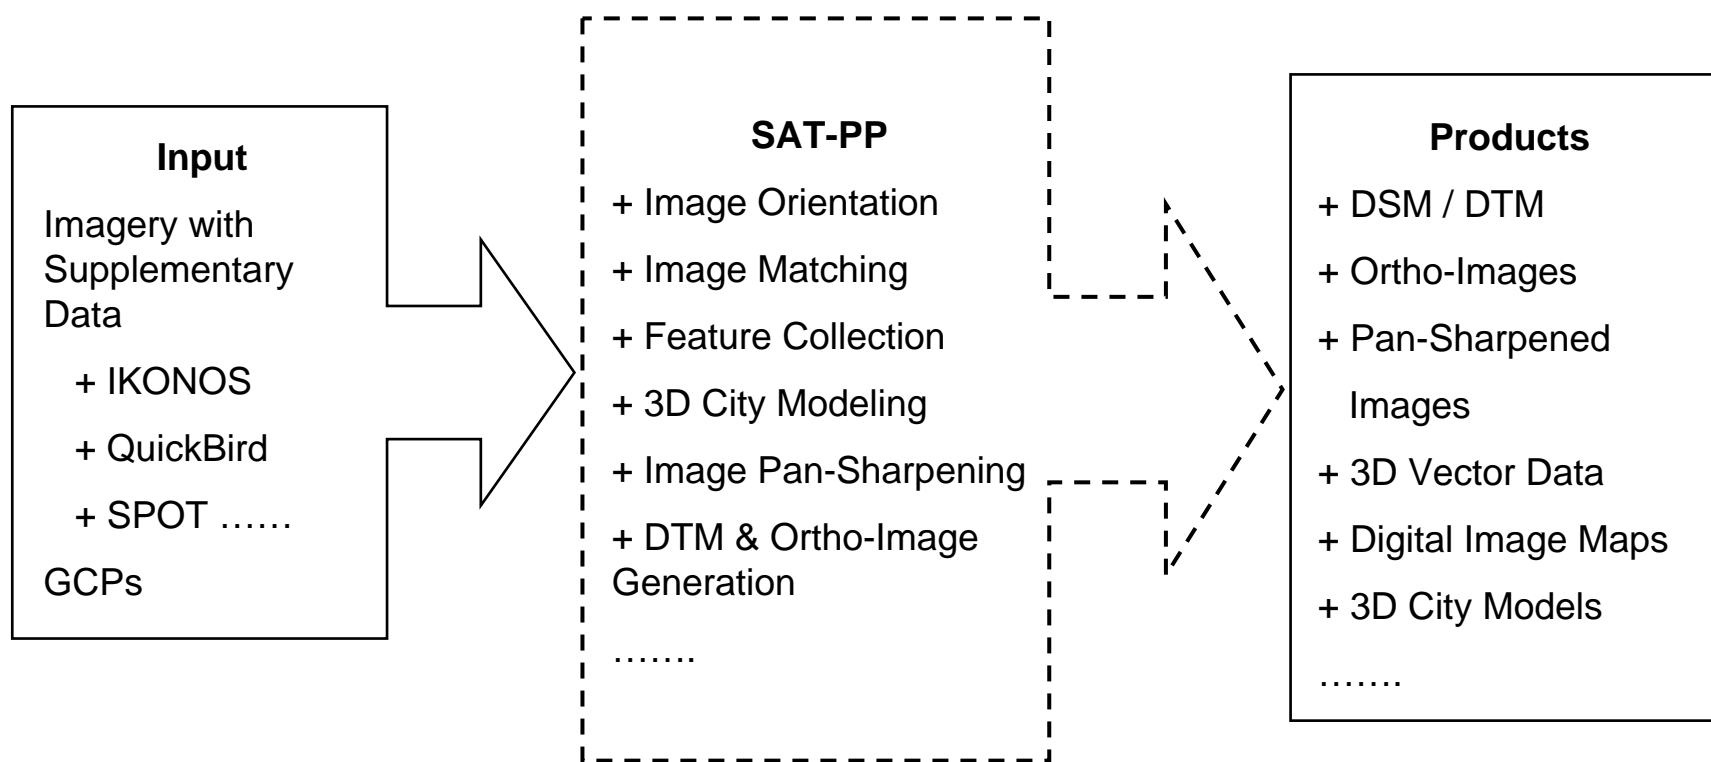 Input
Imagery with
Supplementary
Data
+ IKONOS
+ QuickBird
+ SPOT ……
GCPs
SAT-PP
+ Image Orientation
+ Image Matching
+ Feature Collection
+ 3D City Modeling
+ Image Pan-Sharpening
+ DTM & Ortho-Image
Generation
…….
Products
+ DSM / DTM
+ Ortho-Images
+ Pan-Sharpened
Images
+ 3D Vector Data
+ Digital Image Maps
+ 3D City Models
…….